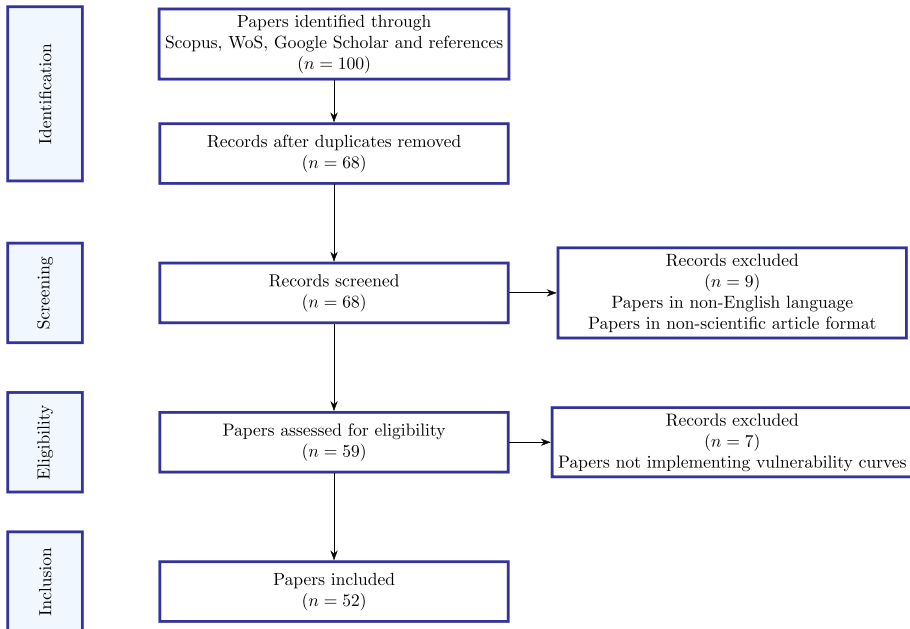 Identification
Papers identified through
Scopus, WoS, Google Scholar and references
(n = 100)
Records after duplicates removed
(n = 68)
Screening
Records screened
(n = 68)
Records excluded
(n = 9)
Papers in non-English language
Papers in non-scientific article format
Eligibility
Papers assessed for eligibility
(n = 59)
Records excluded
(n = 7)
Papers not implementing vulnerability curves
Inclusion
Papers included
(n = 52)